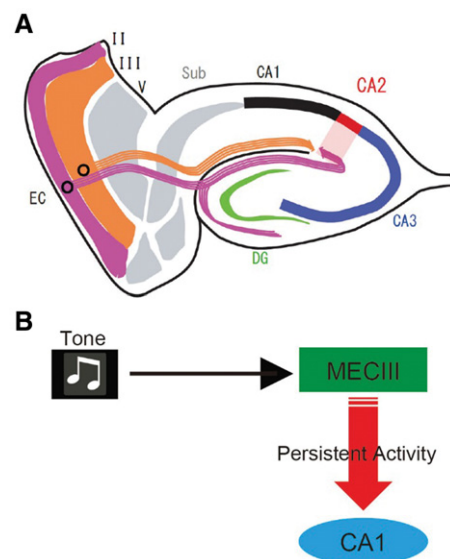 A
II
III
V
Sub
CA1
CA2
EC
CA3
DG
B
Tone
MECIII
Persistent Activity
CA1